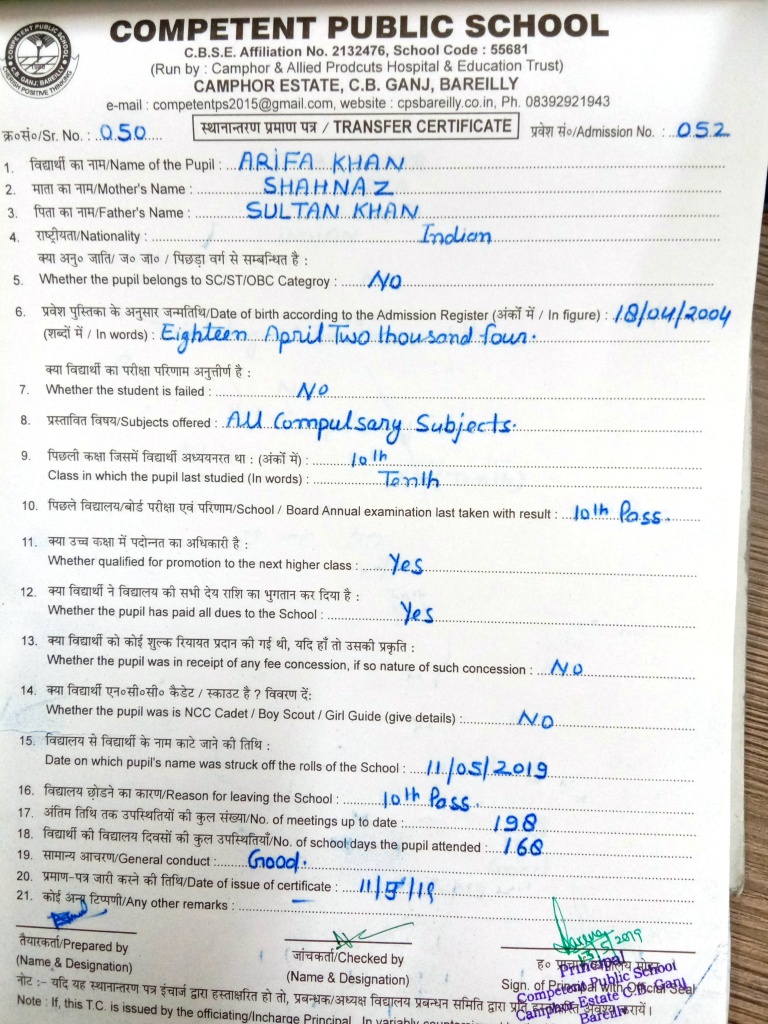 COMPETENT PUBLIC SCHOOL
C.B.S.E. Affiliation No. 2132476, School Code : 55681
(Run by : Camphor & Allied Prodcuts Hospital & Education Trust)
CAMPHOR ESTATE, C.B. GANJ, BAREILLY
e-mail : competentps2015@gmail.com, website : cpsbareilly.co.in, Ph. 08392921943
क्र०सं०/Sr. No. : 050 स्थानान्तरण प्रमाण पत्र / TRANSFER CERTIFICATE प्रवेश सं०/Admission No. : 052
1. विद्यार्थी का नाम/Name of the Pupil : ARIFA KHAN
2. माता का नाम/Mother's Name : SHAHNAZ
3. पिता का नाम/Father's Name : SULTAN KHAN
4. राष्ट्रीयता/Nationality : Indian
क्या अनु० जाति/ ज० जा० / पिछड़ा वर्ग से सम्बन्धित है :
5. Whether the pupil belongs to SC/ST/OBC Categroy : NO
6. प्रवेश पुस्तिका के अनुसार जन्मतिथि/Date of birth according to the Admission Register (अंकों में / In figure) : 18/04/2004
(शब्दों में / In words) : Eighteen April Two thousand four.
क्या विद्यार्थी का परीक्षा परिणाम अनुत्तीर्ण है :
7. Whether the student is failed : NO
8. प्रस्तावित विषय/Subjects offered : All Compulsary Subjects.
9. पिछली कक्षा जिसमें विद्यार्थी अध्ययनरत था : (अंकों में) : 10th
Class in which the pupil last studied (In words) : Tenth
10. पिछले विद्यालय/बोर्ड परीक्षा एवं परिणाम/School / Board Annual examination last taken with result : 10th Pass.
11. क्या उच्च कक्षा में पदोन्नत का अधिकारी है :
Whether qualified for promotion to the next higher class : Yes
12. क्या विद्यार्थी ने विद्यालय की सभी देय राशि का भुगतान कर दिया है :
Whether the pupil has paid all dues to the School : Yes
13. क्या विद्यार्थी को कोई शुल्क रियायत प्रदान की गई थी, यदि हाँ तो उसकी प्रकृति :
Whether the pupil was in receipt of any fee concession, if so nature of such concession : NO
14. क्या विद्यार्थी एन०सी०सी० कैडेट / स्काउट है ? विवरण दें:
Whether the pupil was is NCC Cadet / Boy Scout / Girl Guide (give details) : NO
15. विद्यालय से विद्यार्थी के नाम काटे जाने की तिथि :
Date on which pupil's name was struck off the rolls of the School : 11/05/2019
16. विद्यालय छोडने का कारण/Reason for leaving the School : 10th Pass.
17. अंतिम तिथि तक उपस्थितियों की कुल संख्या/No. of meetings up to date : 198
18. विद्यार्थी की विद्यालय दिवसों की कुल उपस्थितियाँ/No. of school days the pupil attended : 168
19. सामान्य आचरण/General conduct : Good.
20. प्रमाण-पत्र जारी करने की तिथि/Date of issue of certificate : 11/5/19
21. कोई अन्य टिप्पणी/Any other remarks :
तैयारकर्ता/Prepared by
(Name & Designation)
जांचकर्ता/Checked by
(Name & Designation)
13/5/2019
Sign. of Principal with Official Seal
Principal
Competent Public School
Camphor Estate C.B. Ganj
Bareilly
नोट :- यदि यह स्थानान्तरण पत्र इंचार्ज द्वारा हस्ताक्षरित हो तो, प्रबन्धक/अध्यक्ष विद्यालय प्रबन्धन समिति द्वारा प्रति हस्ताक्षर अवश्य करायें।
Note : If, this T.C. is issued by the officiating/Incharge Principal. In variably